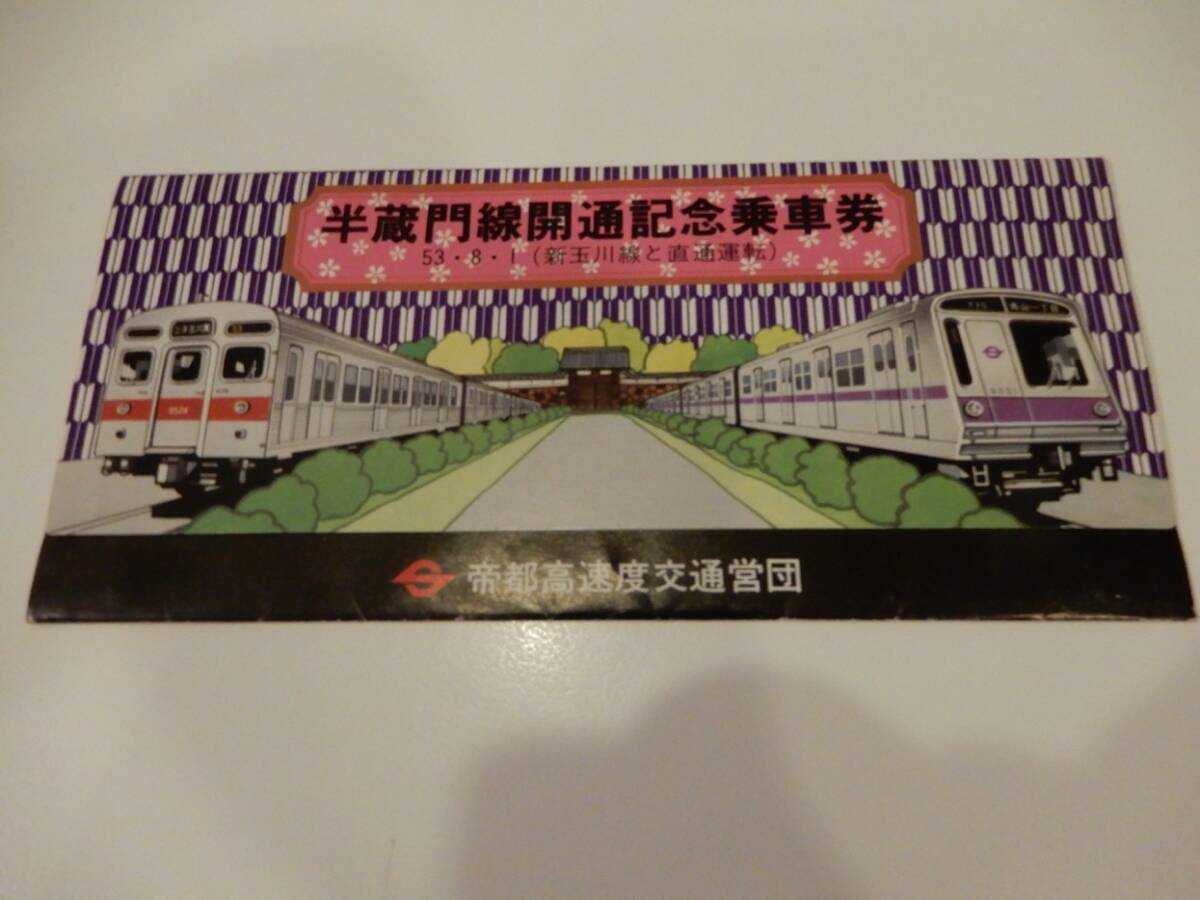 半蔵門線開通記念乗車券
53・8・1 (新玉川線と直通運転)
8524
帝都高速度交通営団